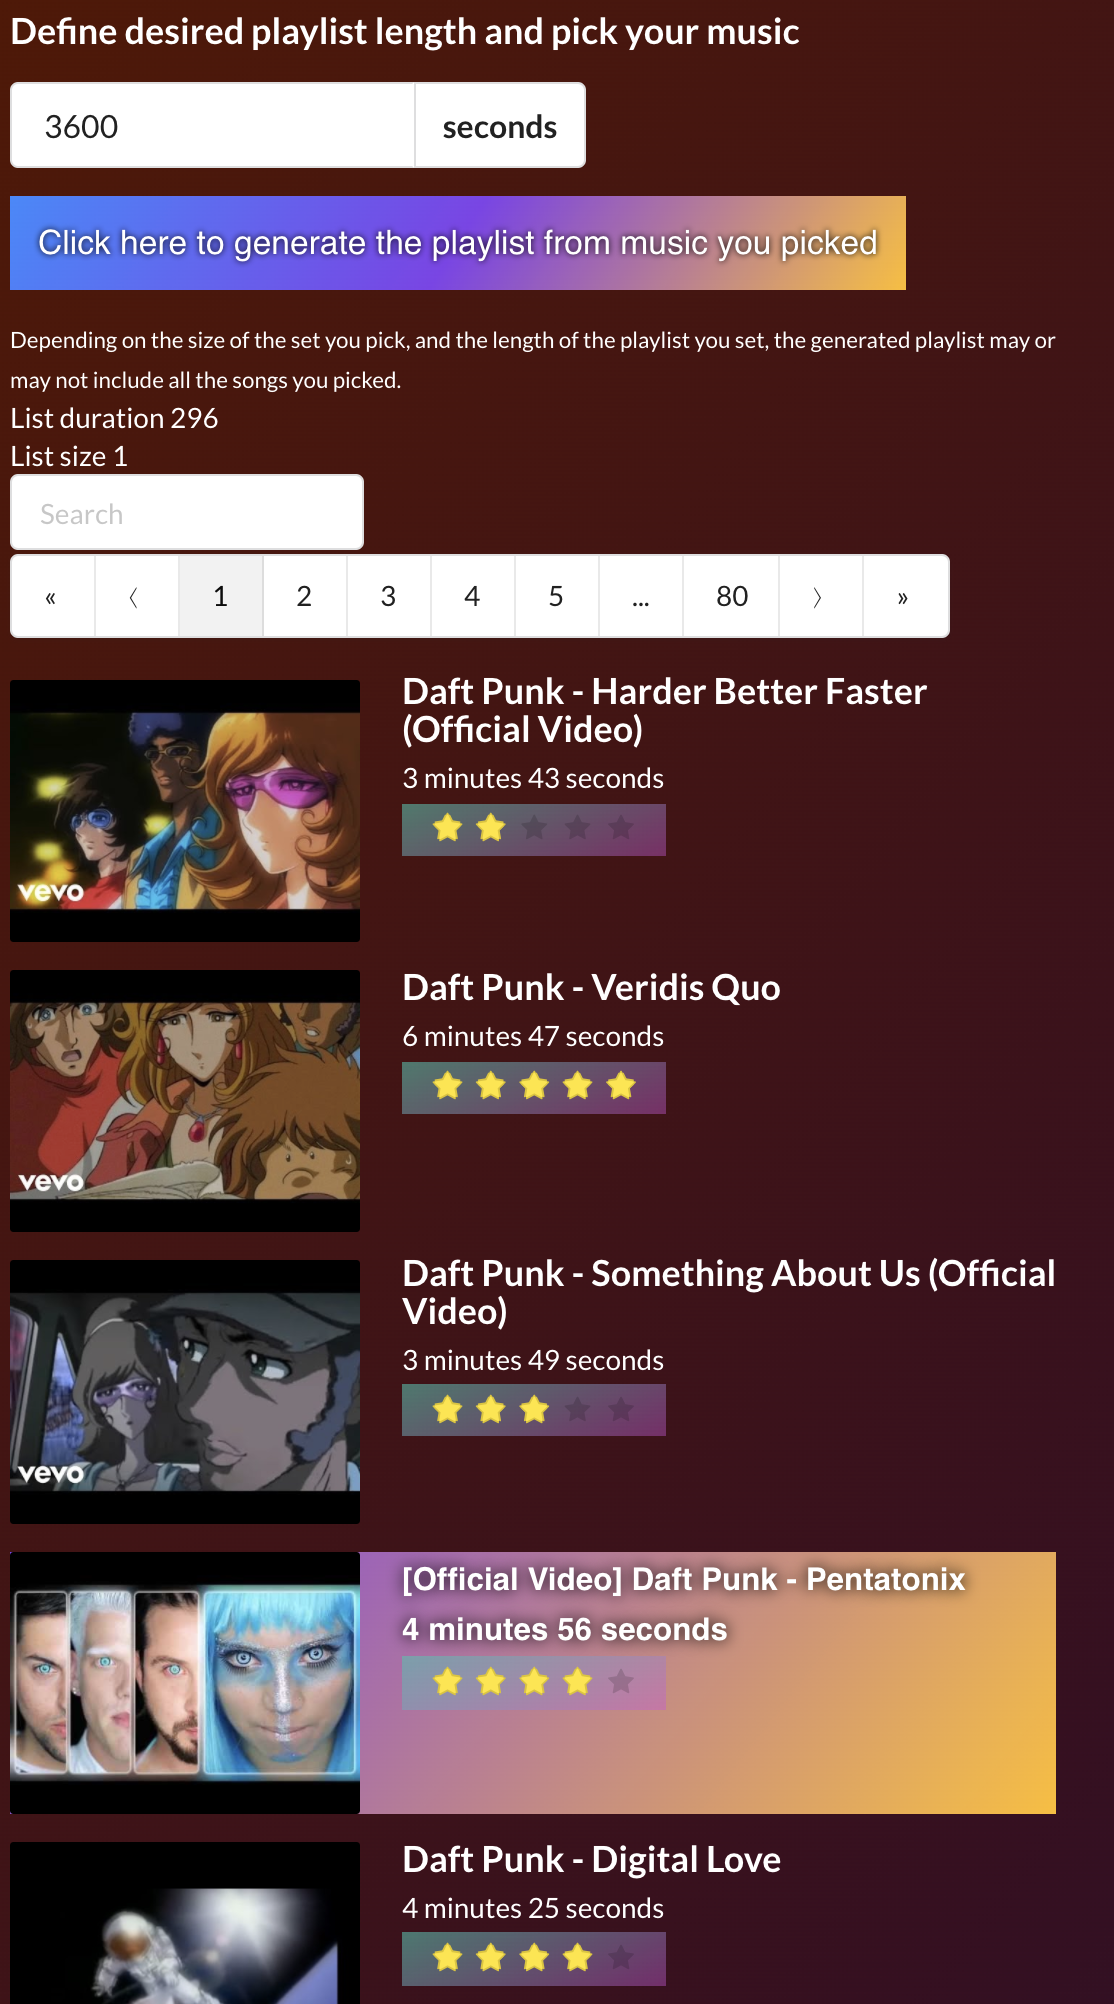 Define desired playlist length and pick your music
3600 seconds
Click here to generate the playlist from music you picked
Depending on the size of the set you pick, and the length of the playlist you set, the generated playlist may or
may not include all the songs you picked.
List duration 296
List size 1
Search
« 〈 1 2 3 4 5 ... 80 〉 »
Daft Punk - Harder Better Faster
(Official Video)
3 minutes 43 seconds
vevo
Daft Punk - Veridis Quo
6 minutes 47 seconds
vevo
Daft Punk - Something About Us (Official
Video)
3 minutes 49 seconds
vevo
[Official Video] Daft Punk - Pentatonix
4 minutes 56 seconds
Daft Punk - Digital Love
4 minutes 25 seconds